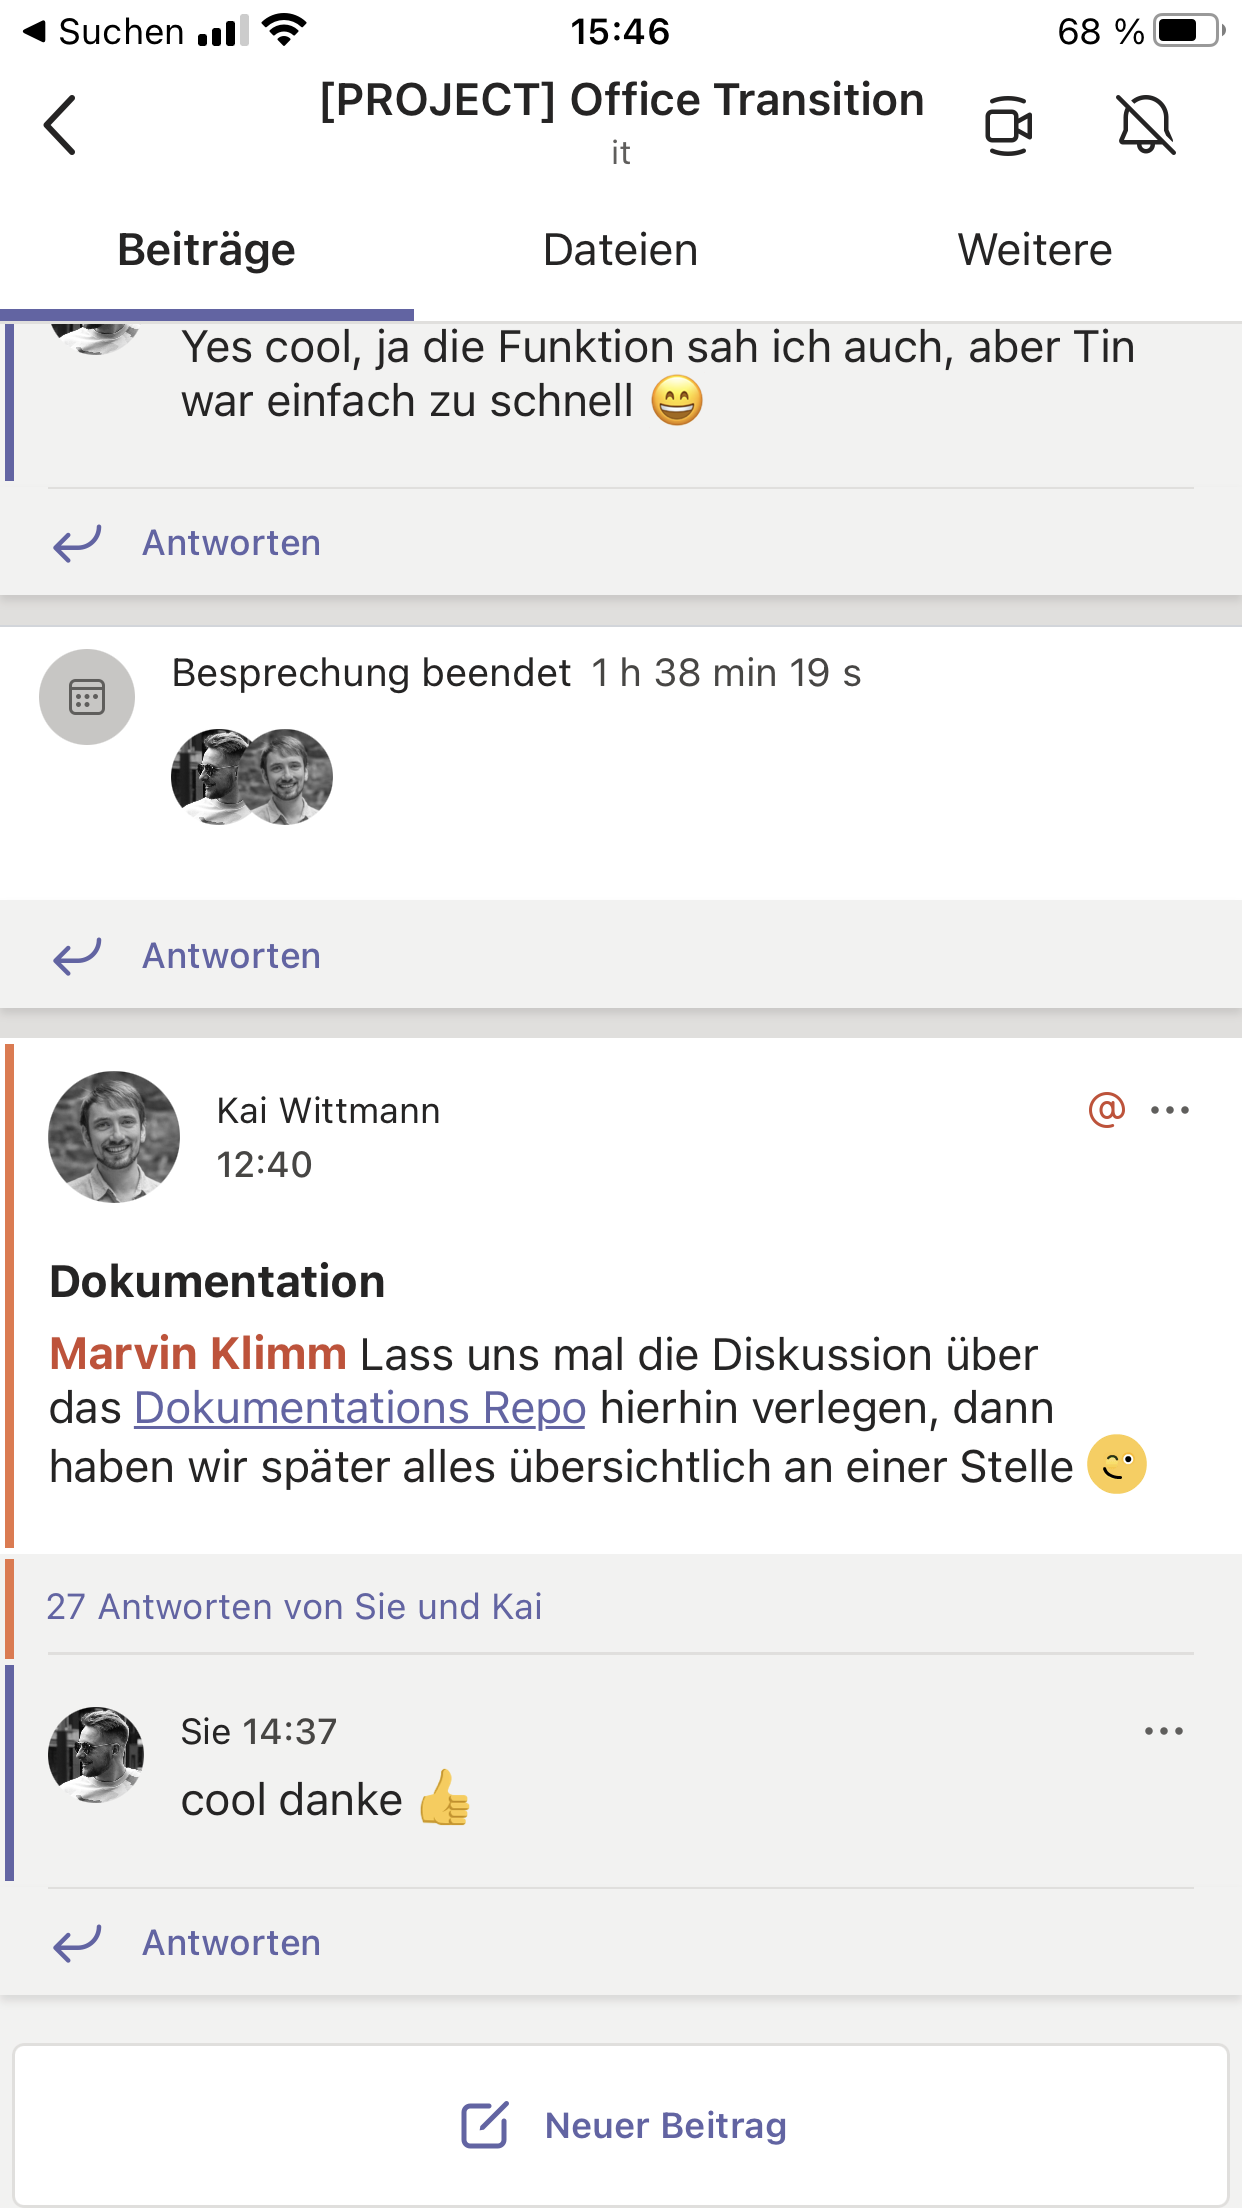 Suchen 15:46 68 %
[PROJECT] Office Transition
it
Beiträge Dateien Weitere
Yes cool, ja die Funktion sah ich auch, aber Tin
war einfach zu schnell 😄
Antworten
Besprechung beendet 1 h 38 min 19 s
Antworten
Kai Wittmann
@
12:40
Dokumentation
Marvin Klimm Lass uns mal die Diskussion über
das Dokumentations Repo hierhin verlegen, dann
haben wir später alles übersichtlich an einer Stelle 😉
27 Antworten von Sie und Kai
Sie 14:37
cool danke 👍
Antworten
Neuer Beitrag